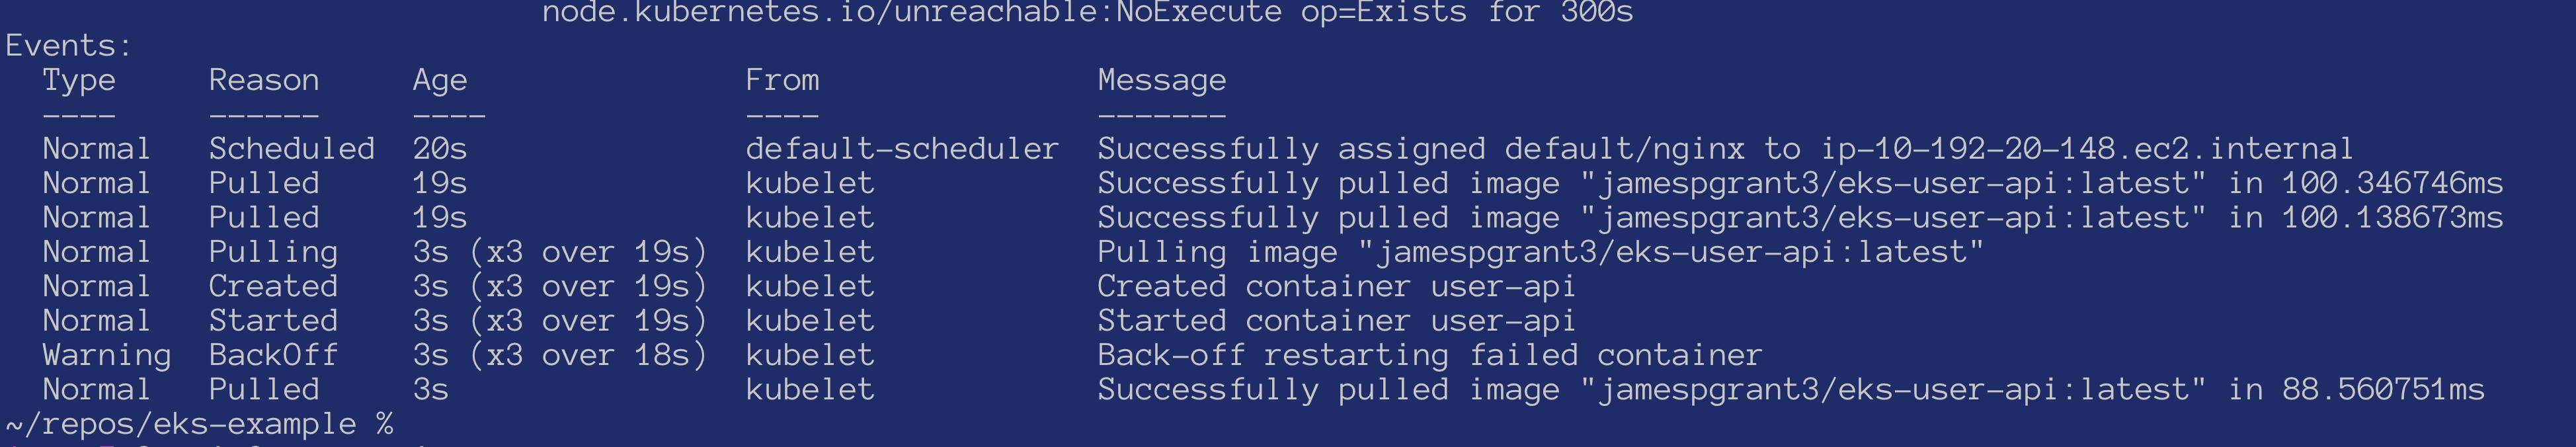 node.kubernetes.io/unreachable:NoExecute op=Exists for 300s
Events:
  Type     Reason     Age               From               Message
  ----     ------     ----              ----               -------
  Normal   Scheduled  20s               default-scheduler  Successfully assigned default/nginx to ip-10-192-20-148.ec2.internal
  Normal   Pulled     19s               kubelet            Successfully pulled image "jamespgrant3/eks-user-api:latest" in 100.346746ms
  Normal   Pulled     19s               kubelet            Successfully pulled image "jamespgrant3/eks-user-api:latest" in 100.138673ms
  Normal   Pulling    3s (x3 over 19s)  kubelet            Pulling image "jamespgrant3/eks-user-api:latest"
  Normal   Created    3s (x3 over 19s)  kubelet            Created container user-api
  Normal   Started    3s (x3 over 19s)  kubelet            Started container user-api
  Warning  BackOff    3s (x3 over 18s)  kubelet            Back-off restarting failed container
  Normal   Pulled     3s                kubelet            Successfully pulled image "jamespgrant3/eks-user-api:latest" in 88.560751ms
~/repos/eks-example %